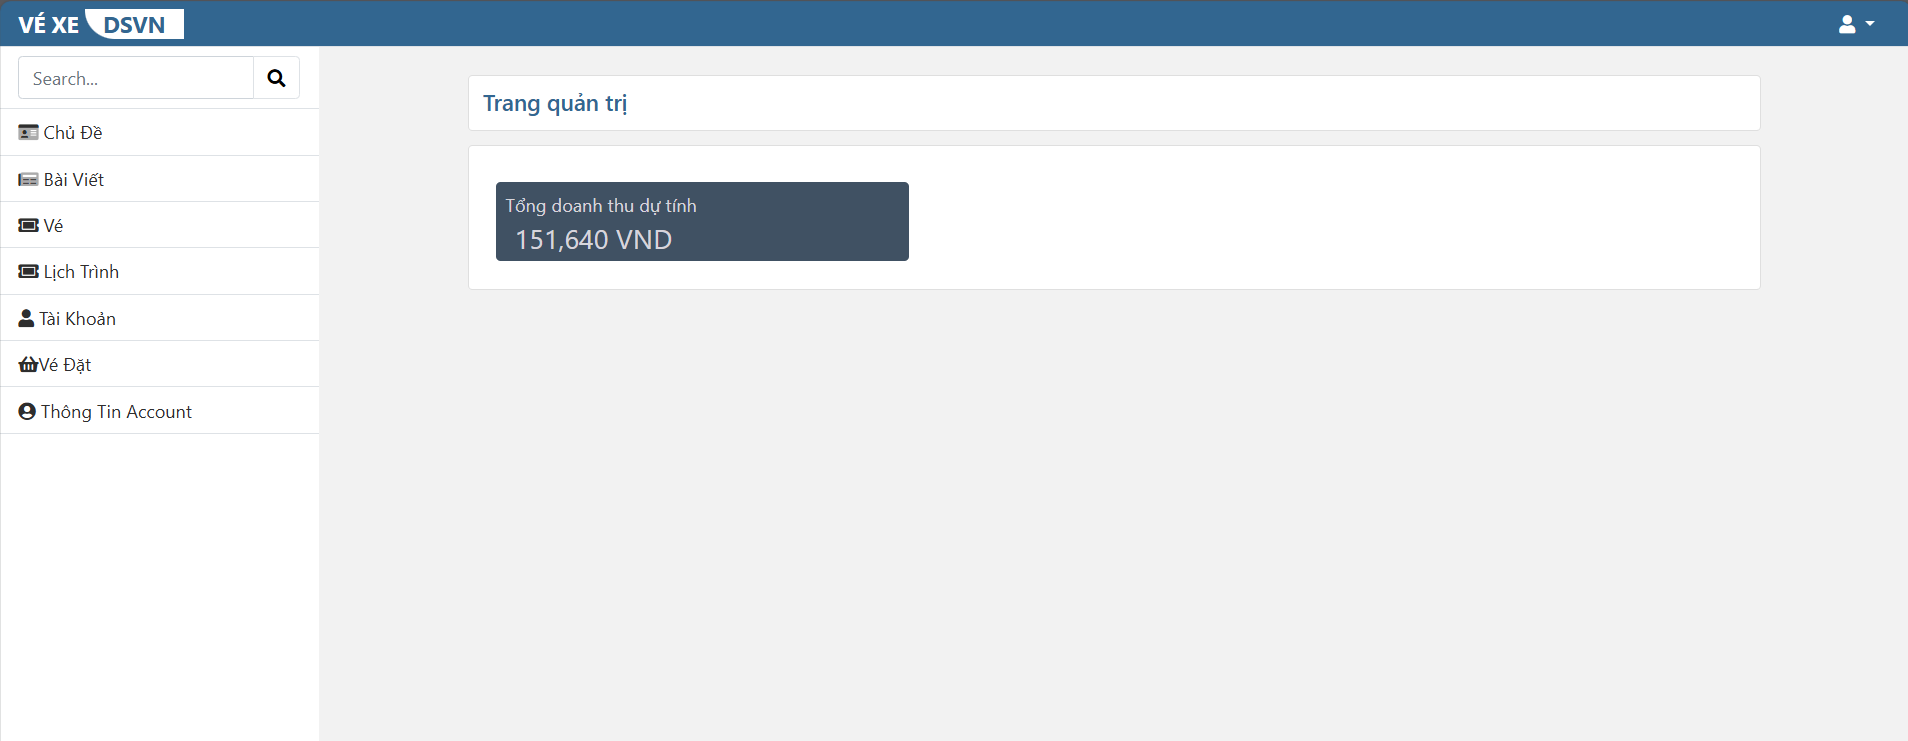 VÉ XE DSVN
Search...
Chủ Đề
Bài Viết
Vé
Lịch Trình
Tài Khoản
Vé Đặt
Thông Tin Account
Trang quản trị
Tổng doanh thu dự tính
151,640 VND